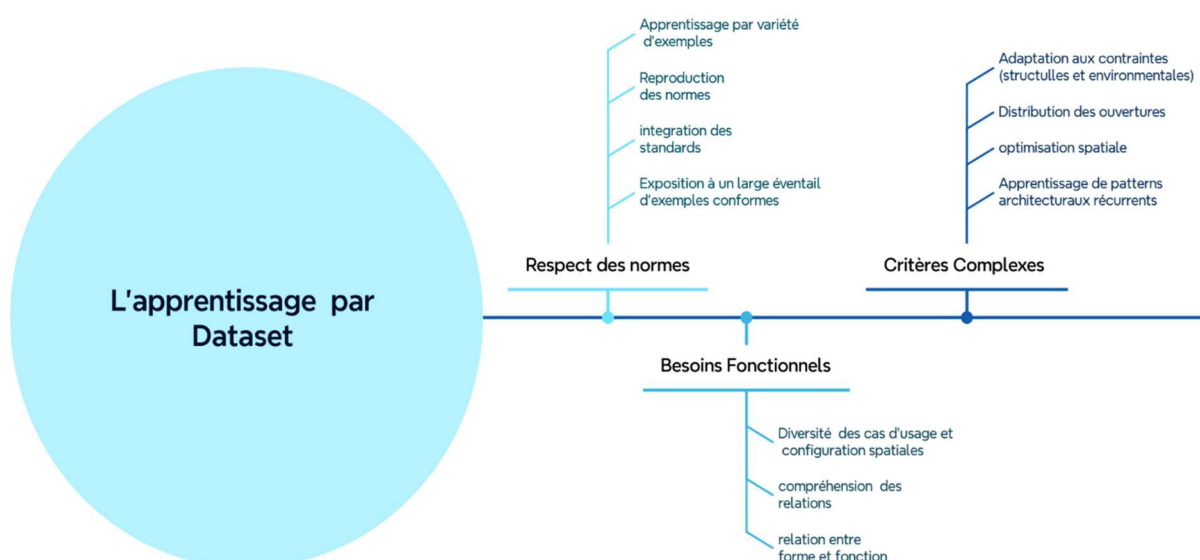 L'apprentissage par
Dataset
Apprentissage par variété
d'exemples
Reproduction
des normes
integration des
standards
Exposition à un large éventail
d'exemples conformes
Respect des normes
Besoins Fonctionnels
Diversité des cas d'usage et
configuration spatiales
compréhension des
relations
relation entre
forme et fonction
Adaptation aux contraintes
(structulles et environmentales)
Distribution des ouvertures
optimisation spatiale
Apprentissage de patterns
architecturaux récurrents
Critères Complexes